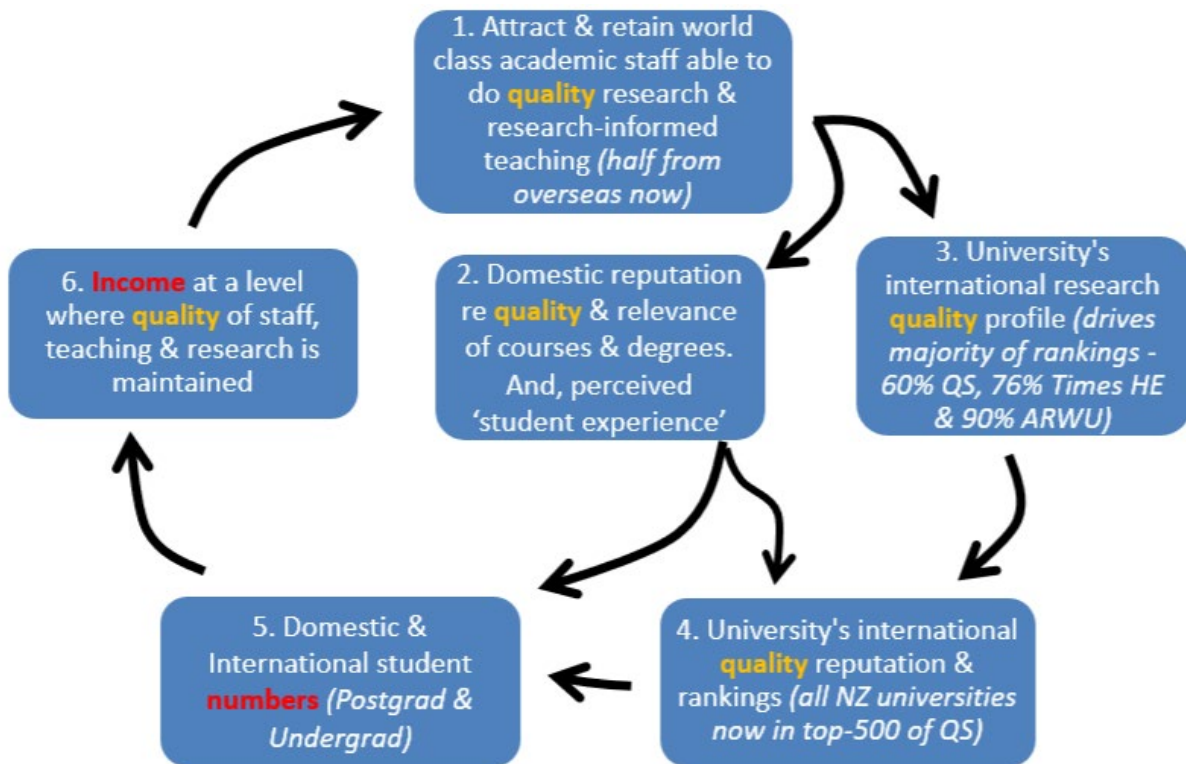 1. Attract & retain world
class academic staff able to
do quality research &
research-informed
teaching (half from
overseas now)
2. Domestic reputation
re quality & relevance
of courses & degrees.
And, perceived
‘student experience’
3. University's
international research
quality profile (drives
majority of rankings -
60% QS, 76% Times HE
& 90% ARWU)
4. University's international
quality reputation &
rankings (all NZ universities
now in top-500 of QS)
5. Domestic &
International student
numbers (Postgrad &
Undergrad)
6. Income at a level
where quality of staff,
teaching & research is
maintained